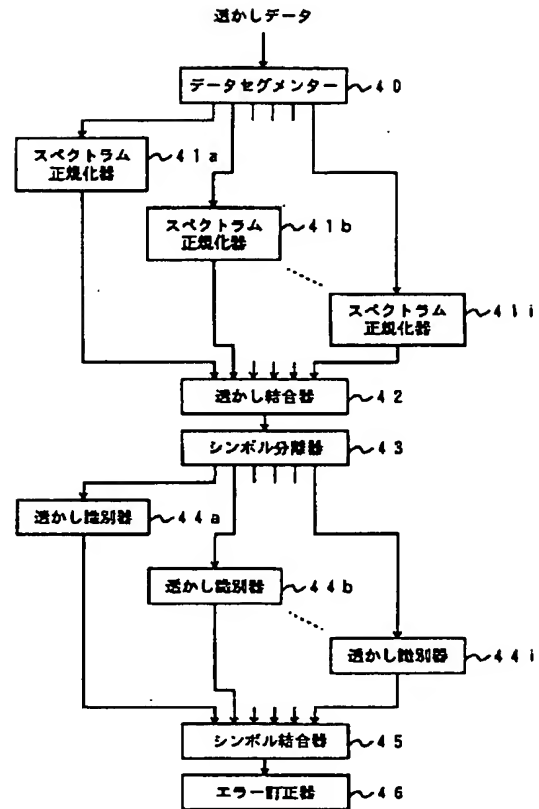 透かしデータ
データセグメンター 40
スペクトラム
正規化器 41a
スペクトラム
正規化器 41b
スペクトラム
正規化器 41i
透かし結合器 42
シンボル分離器 43
透かし識別器 44a
透かし識別器 44b
透かし識別器 44i
シンボル結合器 45
エラー訂正器 46